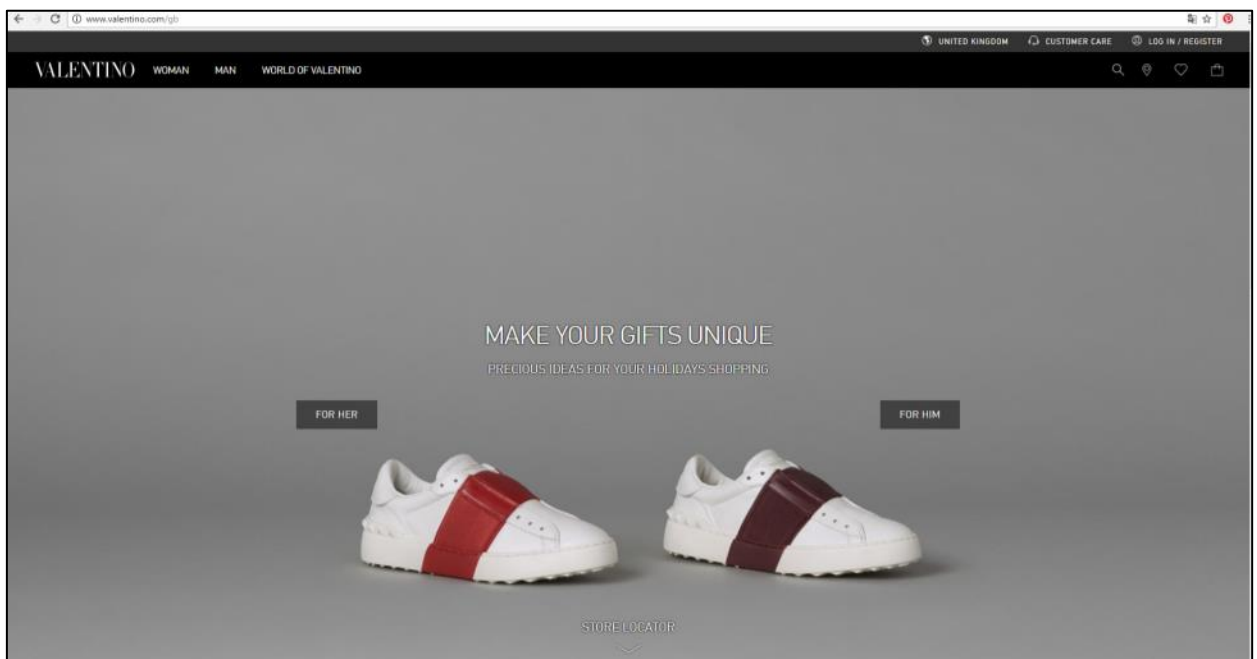 www.valentino.com/gb
UNITED KINGDOM CUSTOMER CARE LOG IN / REGISTER
VALENTINO WOMAN MAN WORLD OF VALENTINO
MAKE YOUR GIFTS UNIQUE
PRECIOUS IDEAS FOR YOUR HOLIDAYS SHOPPING
FOR HER FOR HIM
STORE LOCATOR